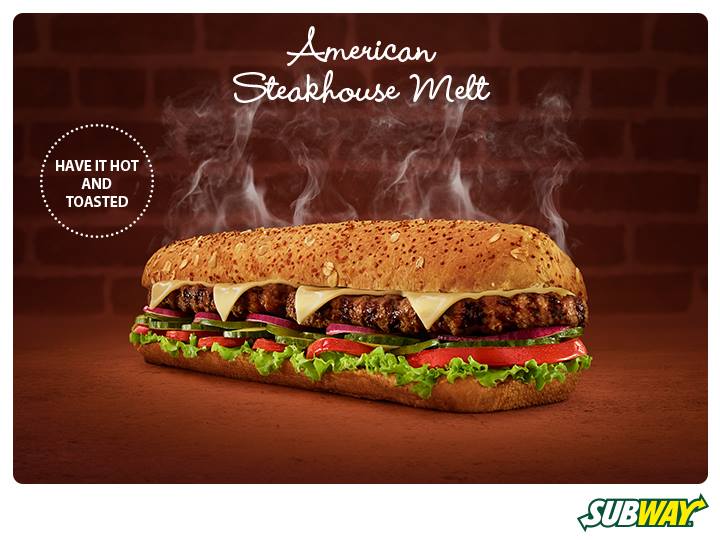 American
Steakhouse Melt
HAVE IT HOT
AND
TOASTED
SUBWAY